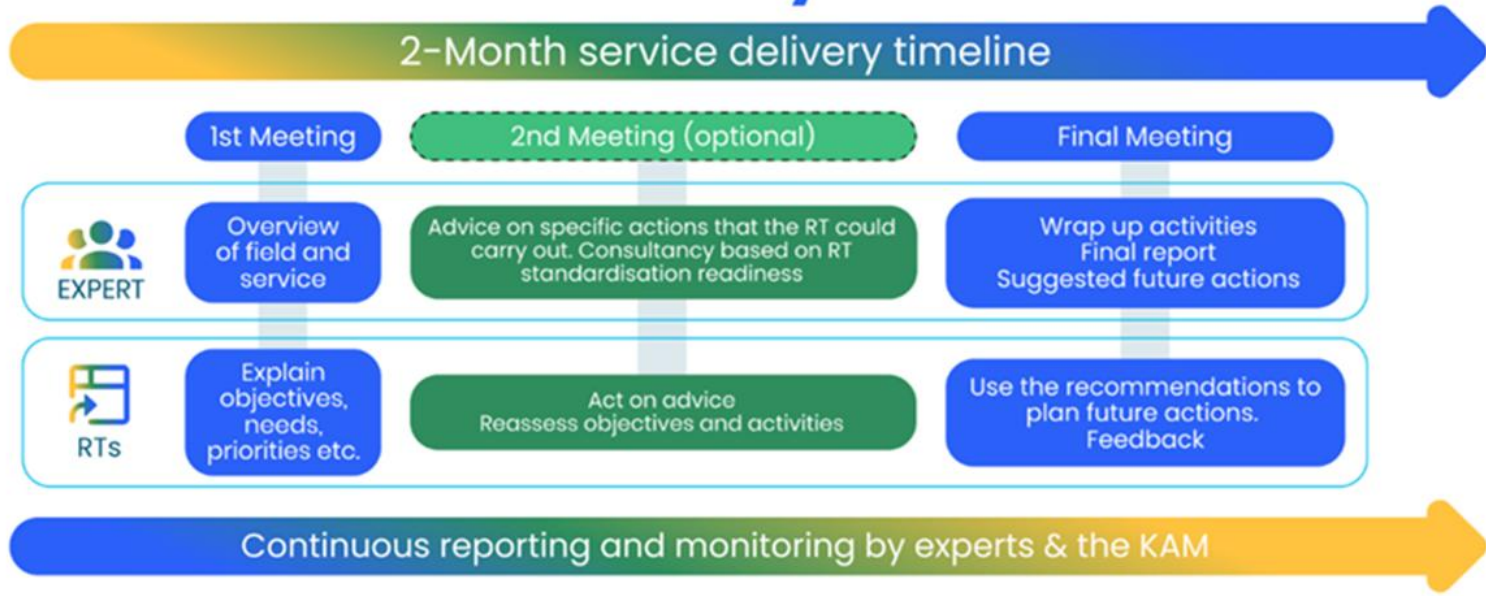 2-Month service delivery timeline
1st Meeting
2nd Meeting (optional)
Final Meeting
EXPERT
Overview
of field and
service
Advice on specific actions that the RT could
carry out. Consultancy based on RT
standardisation readiness
Wrap up activities
Final report
Suggested future actions
RTs
Explain
objectives,
needs,
priorities etc.
Act on advice
Reassess objectives and activities
Use the recommendations to
plan future actions.
Feedback
Continuous reporting and monitoring by experts & the KAM